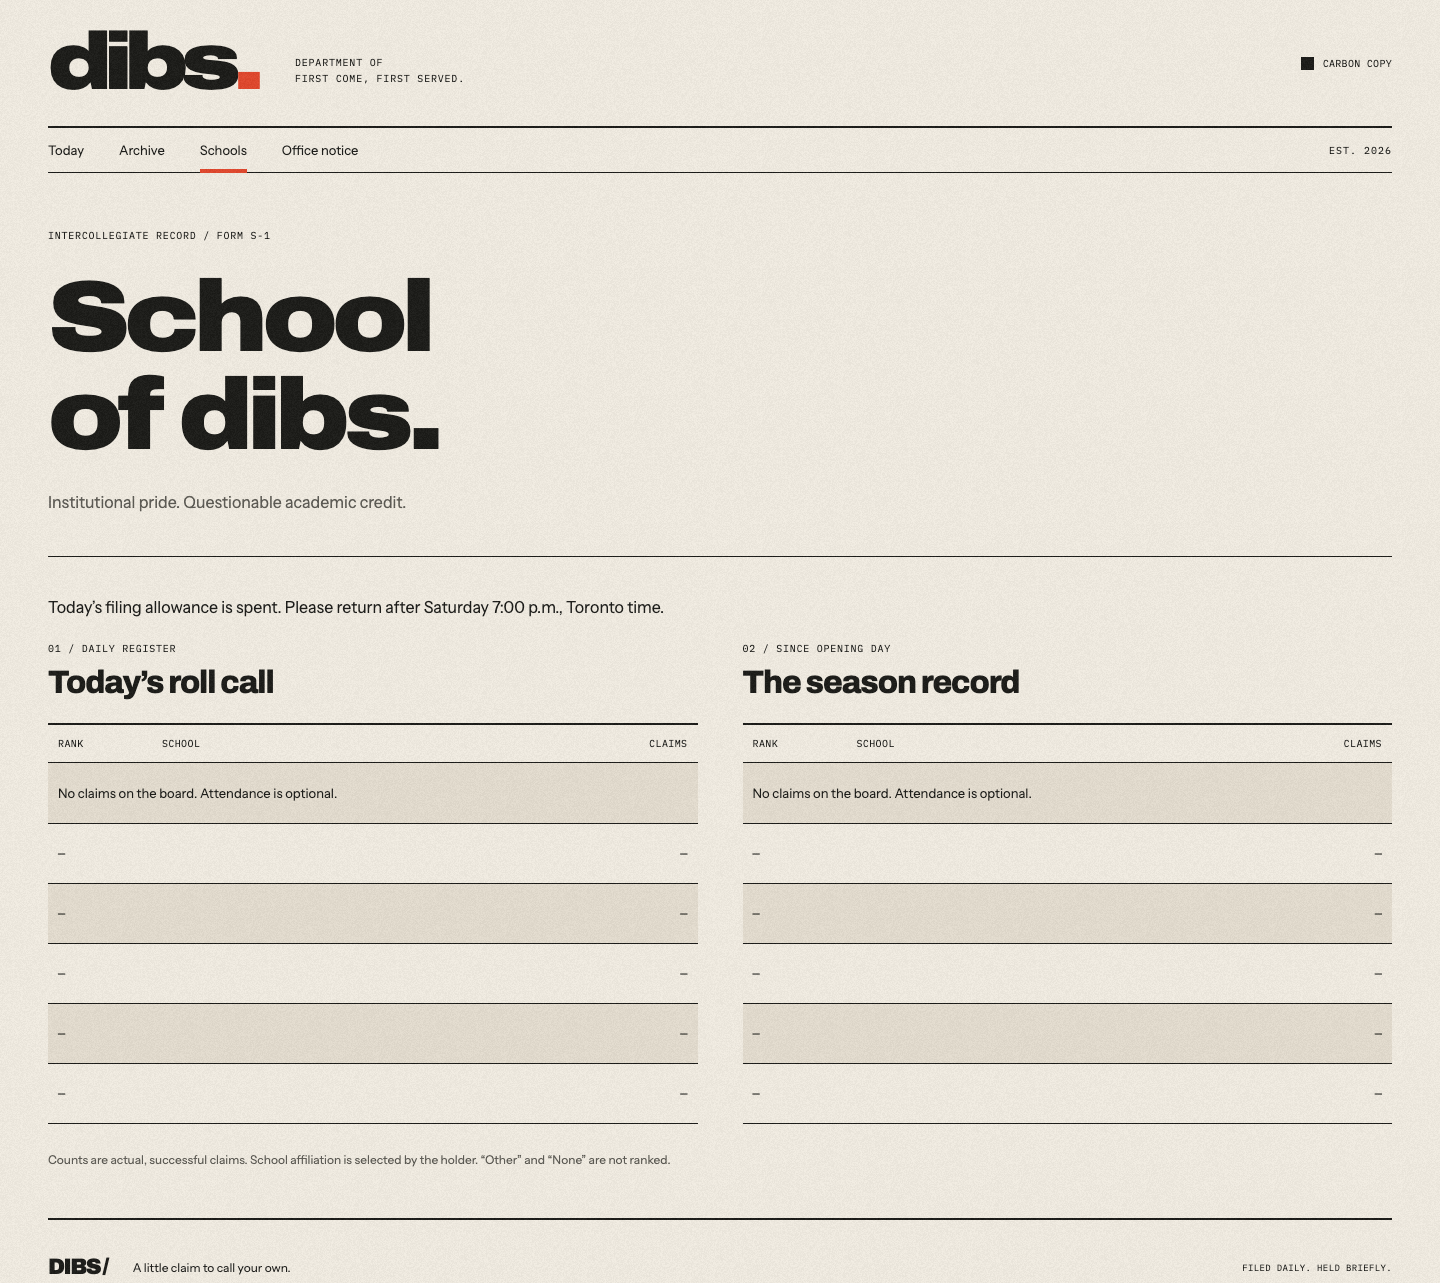 dibs.
DEPARTMENT OF
FIRST COME, FIRST SERVED.
CARBON COPY
Today Archive Schools Office notice
EST. 2026
INTERCOLLEGIATE RECORD / FORM S-1
School
of dibs.
Institutional pride. Questionable academic credit.
Today’s filing allowance is spent. Please return after Saturday 7:00 p.m., Toronto time.
01 / DAILY REGISTER
Today’s roll call
RANK SCHOOL CLAIMS
No claims on the board. Attendance is optional.
— —
— —
— —
— —
— —
02 / SINCE OPENING DAY
The season record
RANK SCHOOL CLAIMS
No claims on the board. Attendance is optional.
— —
— —
— —
— —
— —
Counts are actual, successful claims. School affiliation is selected by the holder. “Other” and “None” are not ranked.
DIBS/ A little claim to call your own.
FILED DAILY. HELD BRIEFLY.